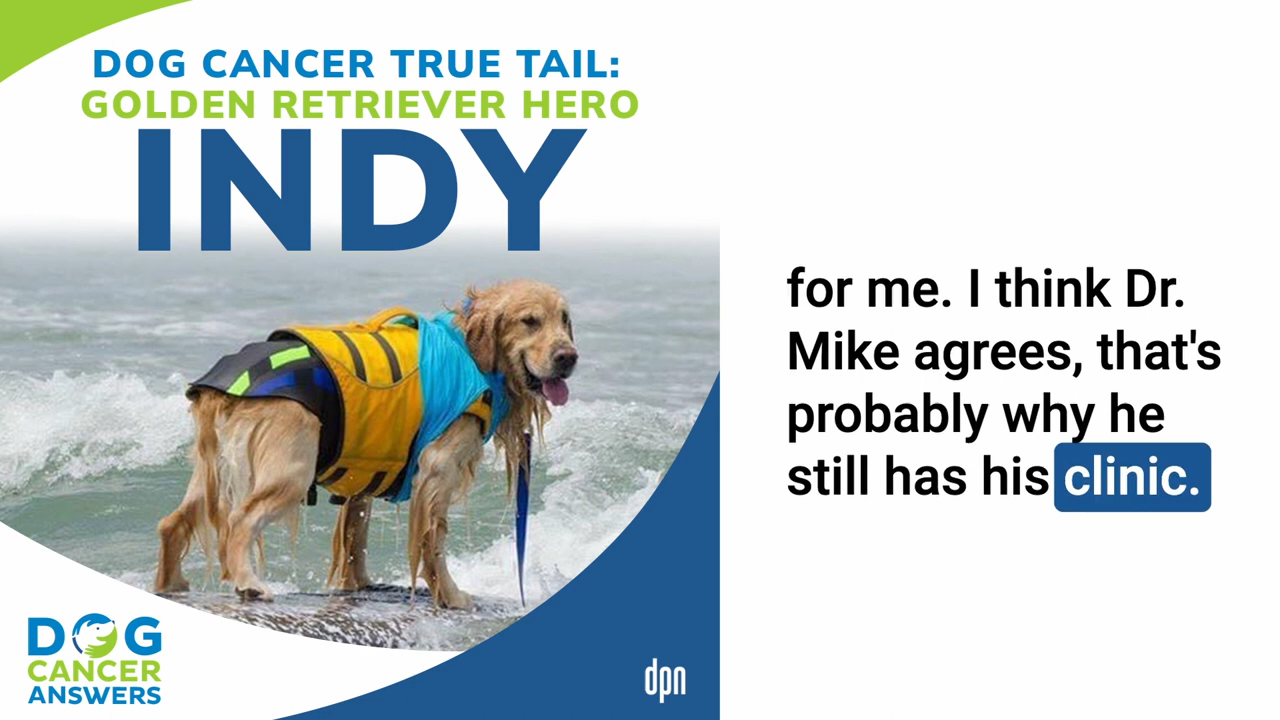 DOG CANCER TRUE TAIL:
GOLDEN RETRIEVER HERO
INDY
for me. I think Dr.
Mike agrees, that's
probably why he
still has his clinic.
DOG
CANCER
ANSWERS
dpn